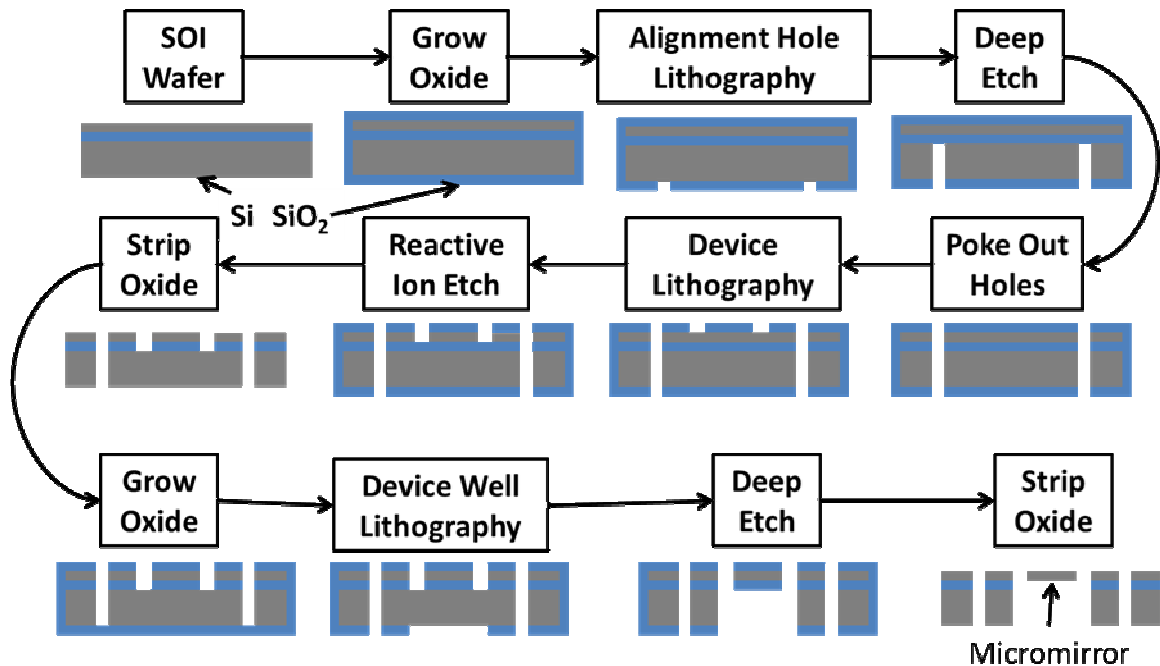 SOI
Wafer
Grow
Oxide
Alignment Hole
Lithography
Deep
Etch
Si SiO₂
Strip
Oxide
Reactive
Ion Etch
Device
Lithography
Poke Out
Holes
Grow
Oxide
Device Well
Lithography
Deep
Etch
Strip
Oxide
Micromirror